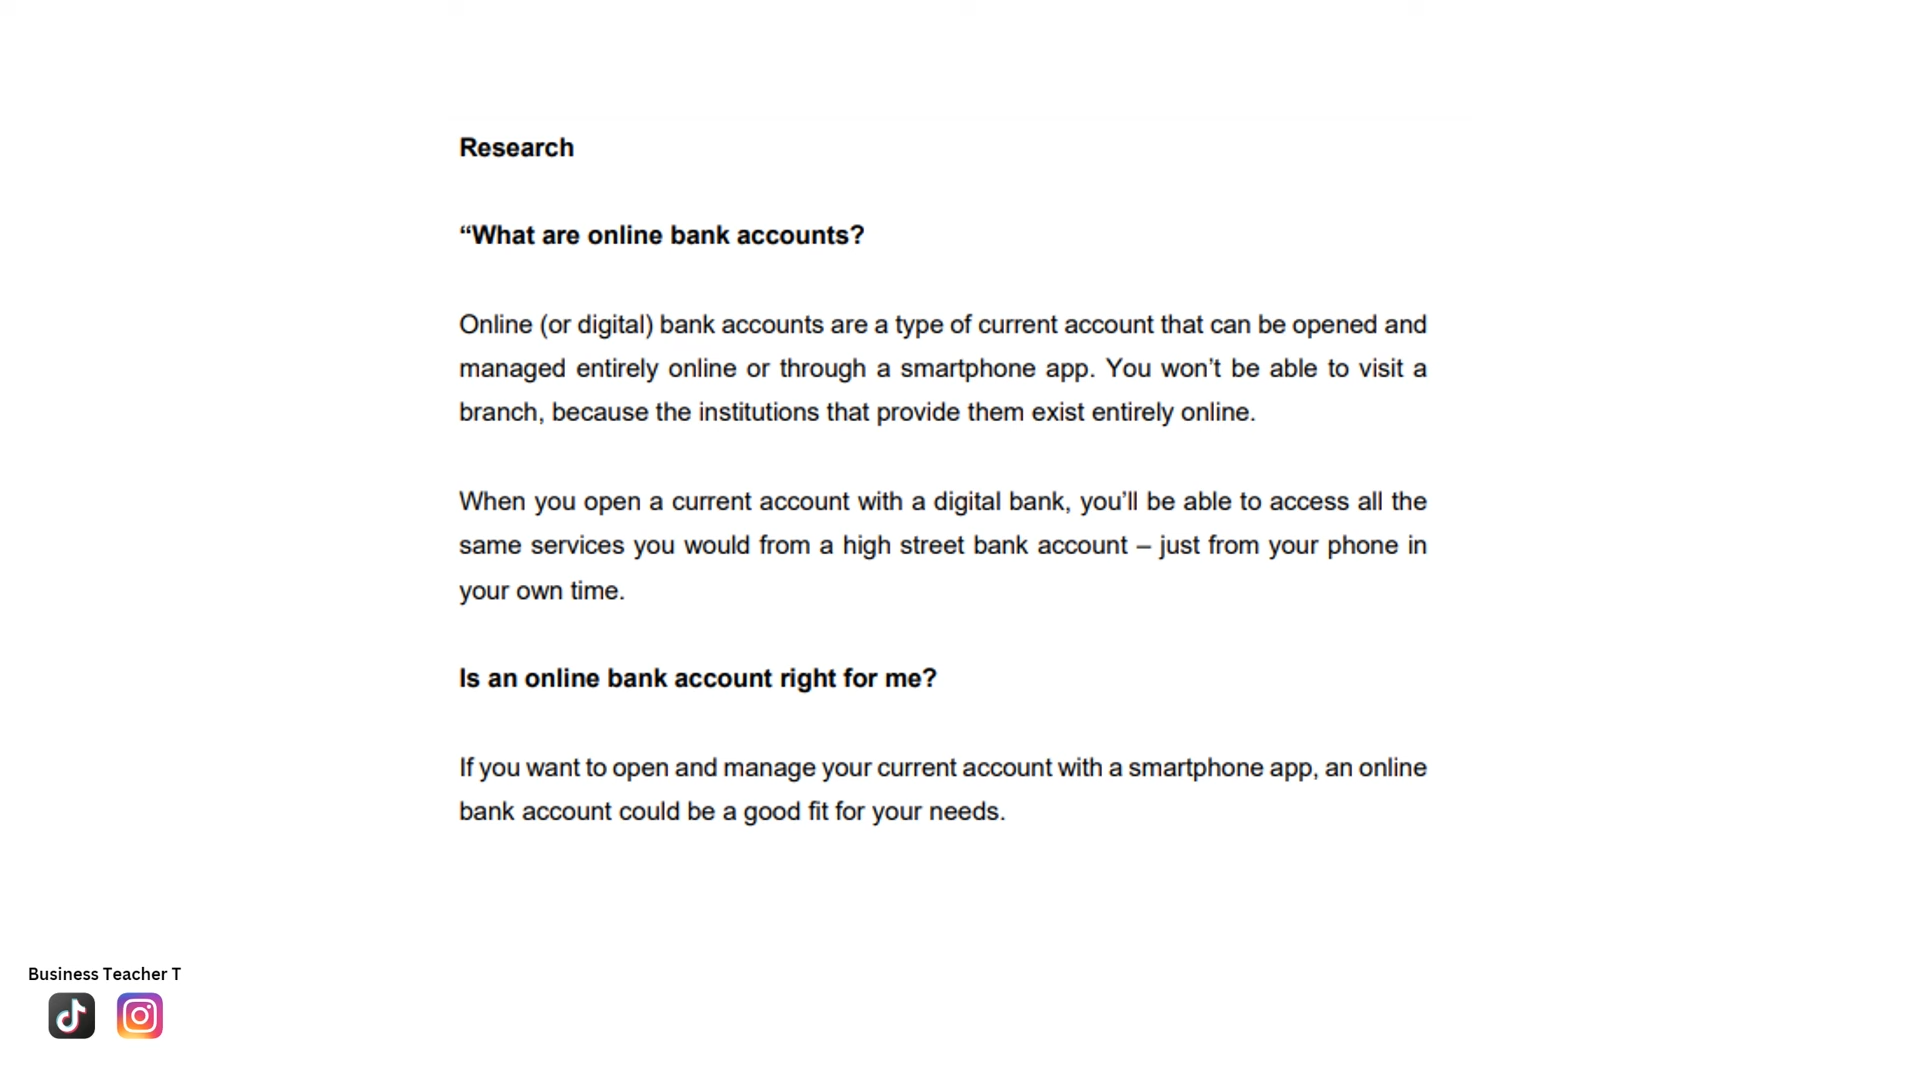 Research
“What are online bank accounts?
Online (or digital) bank accounts are a type of current account that can be opened and
managed entirely online or through a smartphone app. You won’t be able to visit a
branch, because the institutions that provide them exist entirely online.
When you open a current account with a digital bank, you’ll be able to access all the
same services you would from a high street bank account – just from your phone in
your own time.
Is an online bank account right for me?
If you want to open and manage your current account with a smartphone app, an online
bank account could be a good fit for your needs.
Business Teacher T